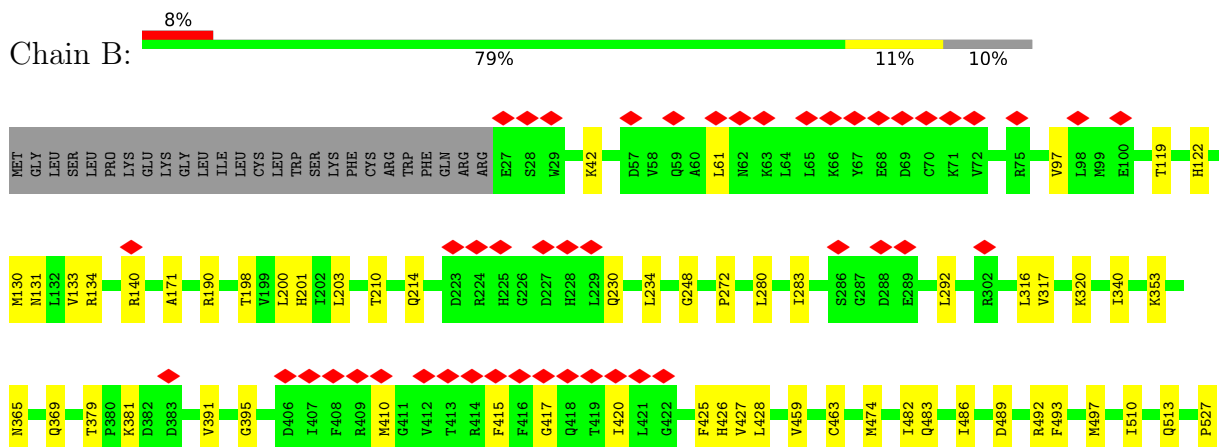 8%
Chain B:
79% 11% 10%
MET GLY LEU SER LEU PRO LYS GLU LYS GLY LEU ILE LEU CYS LEU TRP SER LYS PHE CYS ARG TRP PHE GLN ARG ARG E27 S28 W29 K42 D57 V58 Q59 A60 L61 N62 K63 L64 L65 K66 Y67 E68 D69 C70 K71 V72 R75 V97 L98 M99 E100 T119 H122
M130 N131 L132 V133 R134 R140 A171 R190 T198 V199 L200 H201 I202 L203 T210 Q214 D223 R224 H225 G226 D227 H228 L229 Q230 L234 G248 P272 L280 I283 S286 G287 D288 E289 L292 R302 L316 V317 K320 I340 K353
N365 Q369 T379 P380 K381 D382 D383 V391 G395 D406 I407 F408 R409 M410 G411 V412 T413 R414 F415 F416 G417 Q418 T419 I420 L421 G422 F425 H426 V427 L428 V459 C463 M474 I482 Q483 I486 D489 R492 F493 M497 I510 Q513 P527